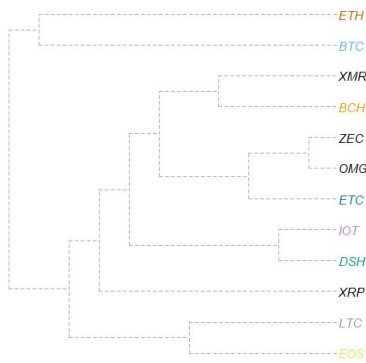 ETH
BTC
XMR
BCH
ZEC
OMG
ETC
IOT
DSH
XRP
LTC
EOS